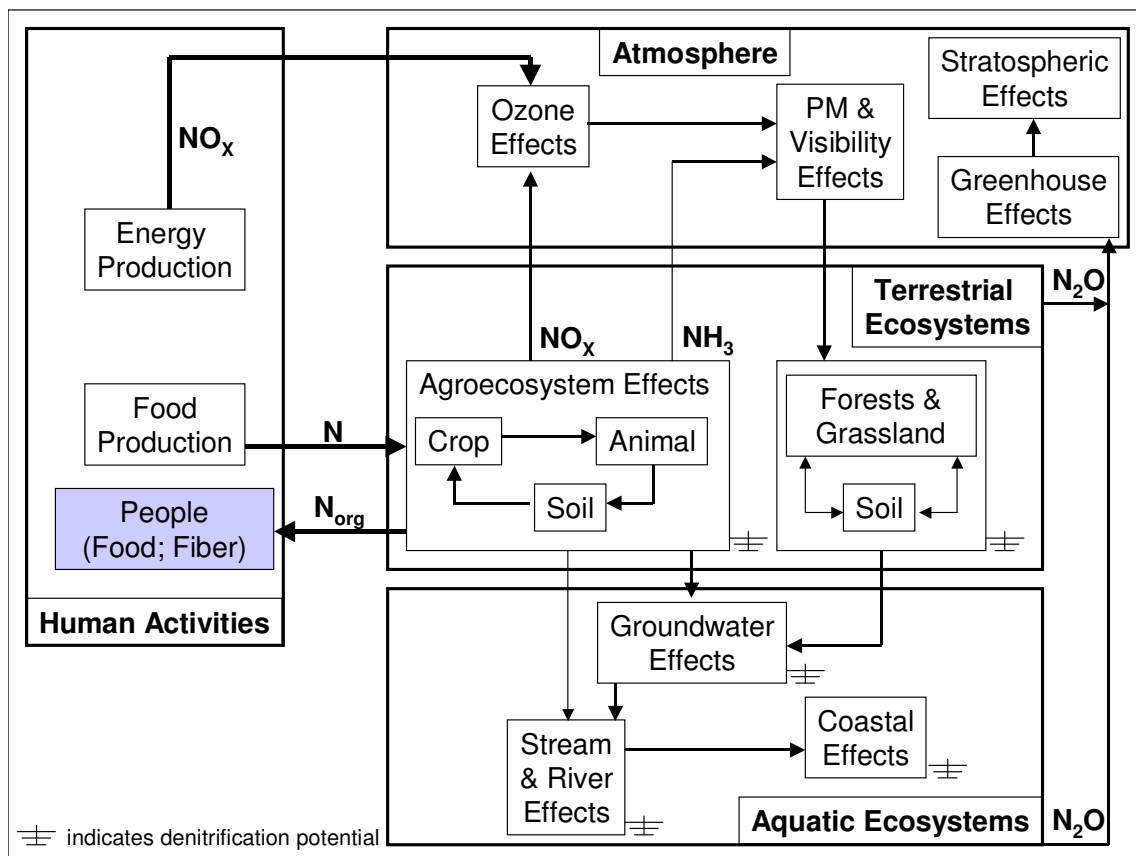 Atmosphere
Stratospheric
Effects
Ozone
Effects
PM &
Visibility
Effects
NOX
Greenhouse
Effects
Energy
Production
Terrestrial
Ecosystems
N2O
NOX
NH3
Agroecosystem Effects
Forests &
Grassland
Food
Production
N
Crop
Animal
Soil
Soil
People
(Food; Fiber)
Norg
Human Activities
Groundwater
Effects
Stream
& River
Effects
Coastal
Effects
Aquatic Ecosystems
N2O
indicates denitrification potential